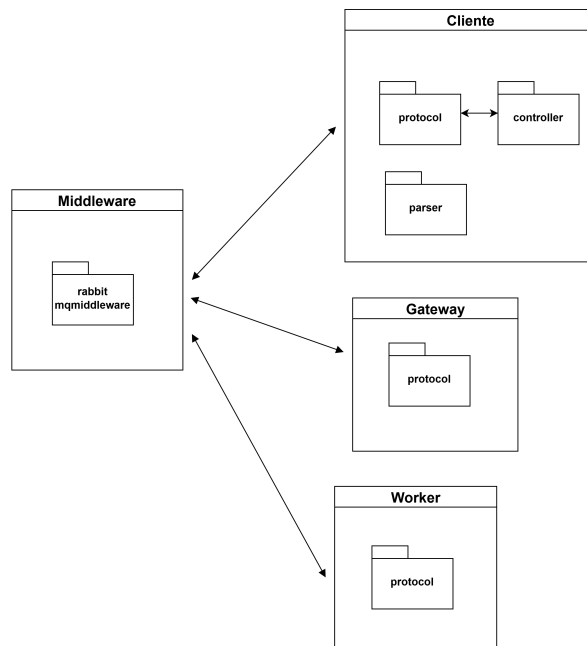 Cliente
protocol
controller
parser
Middleware
rabbit
mqmiddleware
Gateway
protocol
Worker
protocol